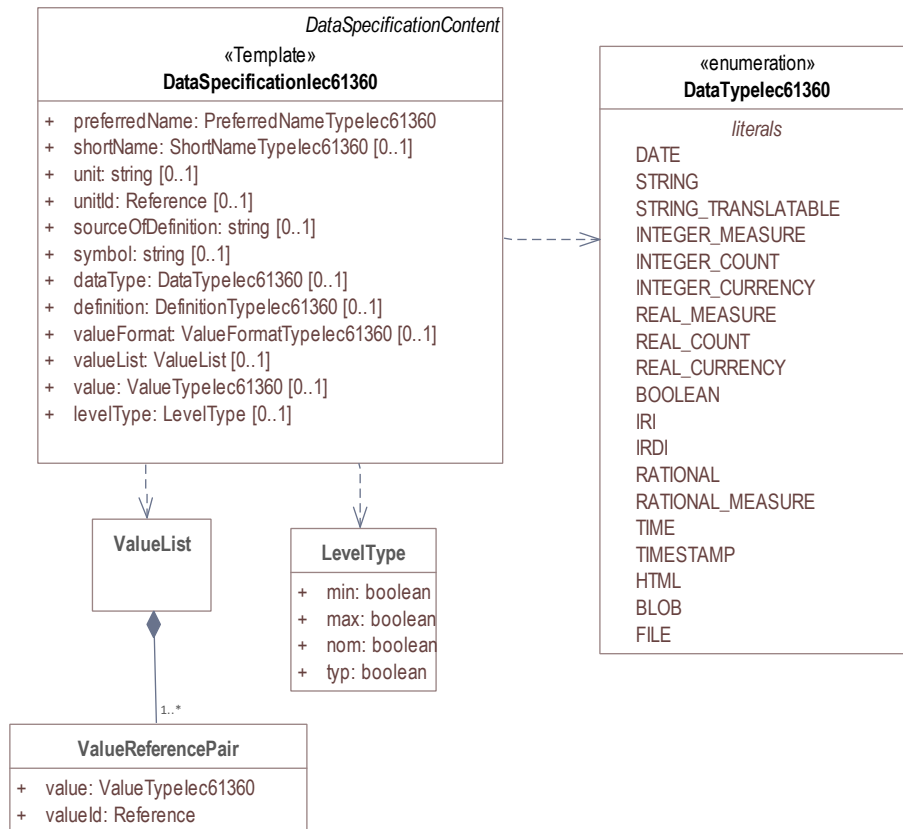 DataSpecificationContent
«Template»
DataSpecificationIec61360
+ preferredName: PreferredNameTypeIec61360
+ shortName: ShortNameTypeIec61360 [0..1]
+ unit: string [0..1]
+ unitId: Reference [0..1]
+ sourceOfDefinition: string [0..1]
+ symbol: string [0..1]
+ dataType: DataTypeIec61360 [0..1]
+ definition: DefinitionTypeIec61360 [0..1]
+ valueFormat: ValueFormatTypeIec61360 [0..1]
+ valueList: ValueList [0..1]
+ value: ValueTypeIec61360 [0..1]
+ levelType: LevelType [0..1]
«enumeration»
DataTypeIec61360
literals
DATE
STRING
STRING_TRANSLATABLE
INTEGER_MEASURE
INTEGER_COUNT
INTEGER_CURRENCY
REAL_MEASURE
REAL_COUNT
REAL_CURRENCY
BOOLEAN
IRI
IRDI
RATIONAL
RATIONAL_MEASURE
TIME
TIMESTAMP
HTML
BLOB
FILE
ValueList
LevelType
+ min: boolean
+ max: boolean
+ nom: boolean
+ typ: boolean
1..*
ValueReferencePair
+ value: ValueTypeIec61360
+ valueId: Reference